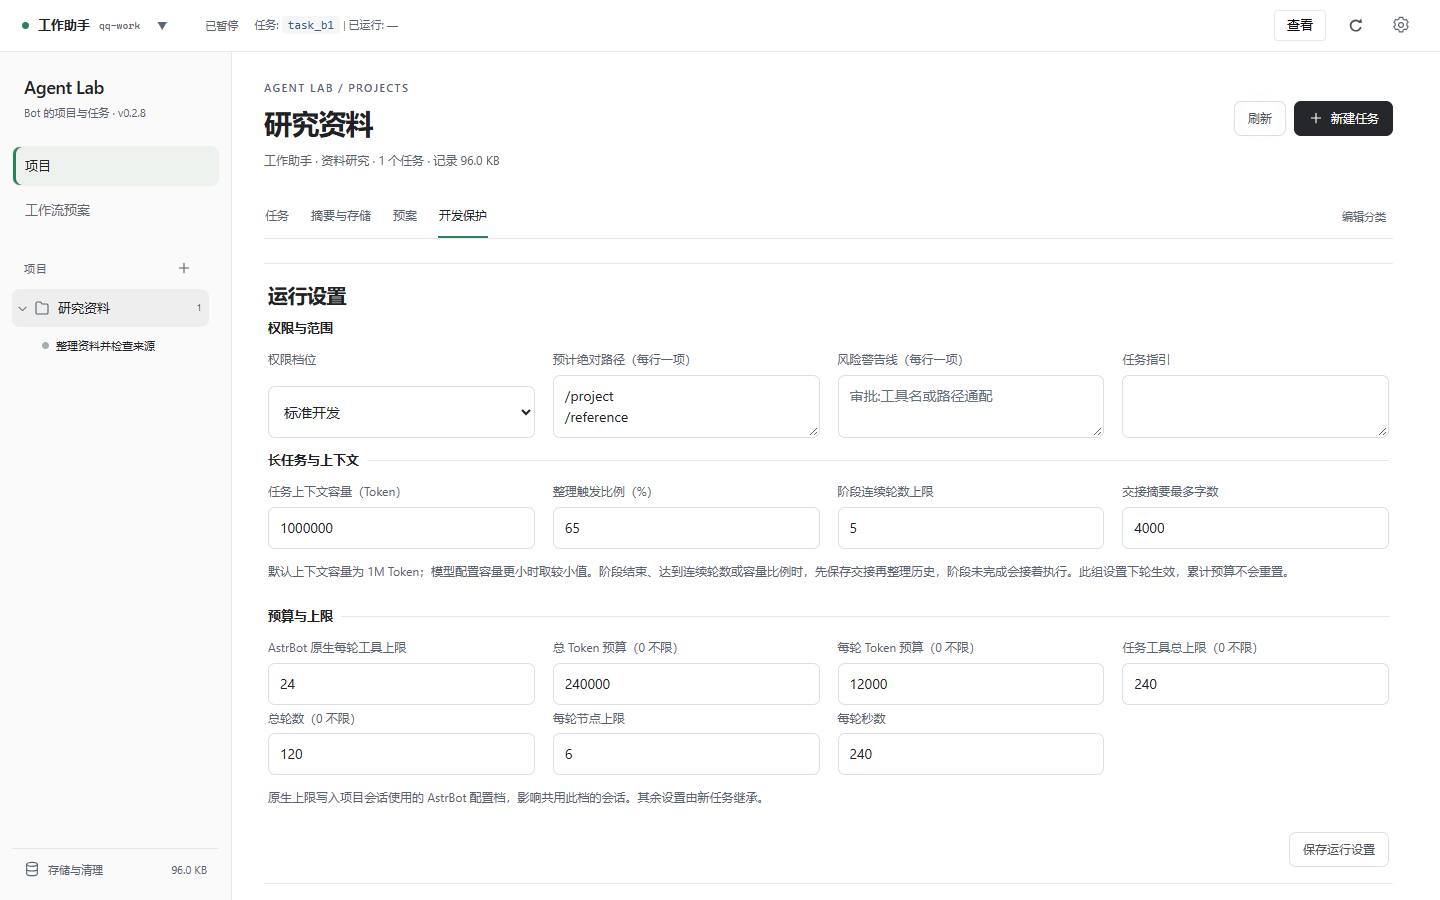 工作助手 qq-work ▼ 已暂停 任务: task_b1 | 已运行: — 查看
Agent Lab
Bot 的项目与任务 · v0.2.8
项目
工作流预案
项目 +
研究资料 1
整理资料并检查来源
存储与清理 96.0 KB
AGENT LAB / PROJECTS
研究资料
刷新 + 新建任务
工作助手 · 资料研究 · 1 个任务 · 记录 96.0 KB
任务 摘要与存储 预案 开发保护 编辑分类
运行设置
权限与范围
权限档位 预计绝对路径（每行一项） 风险警告线（每行一项） 任务指引
标准开发 /project 审批:工具名或路径通配
/reference
长任务与上下文
任务上下文容量（Token） 整理触发比例（%） 阶段连续轮数上限 交接摘要最多字数
1000000 65 5 4000
默认上下文容量为 1M Token；模型配置容量更小时取较小值。阶段结束、达到连续轮数或容量比例时，先保存交接再整理历史，阶段未完成会接着执行。此组设置下轮生效，累计预算不会重置。
预算与上限
AstrBot 原生每轮工具上限 总 Token 预算（0 不限） 每轮 Token 预算（0 不限） 任务工具总上限（0 不限）
24 240000 12000 240
总轮数（0 不限） 每轮节点上限 每轮秒数
120 6 240
原生上限写入项目会话使用的 AstrBot 配置档，影响共用此档的会话。其余设置由新任务继承。
保存运行设置